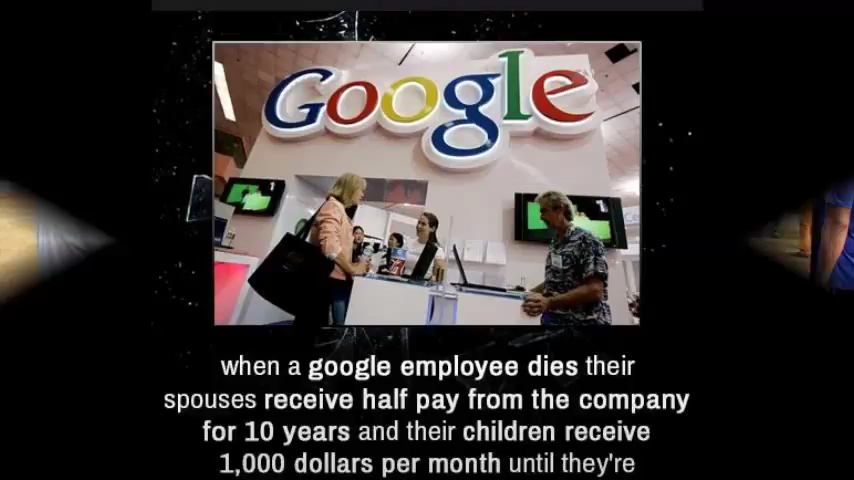 Google
when a google employee dies their
spouses receive half pay from the company
for 10 years and their children receive
1,000 dollars per month until they're